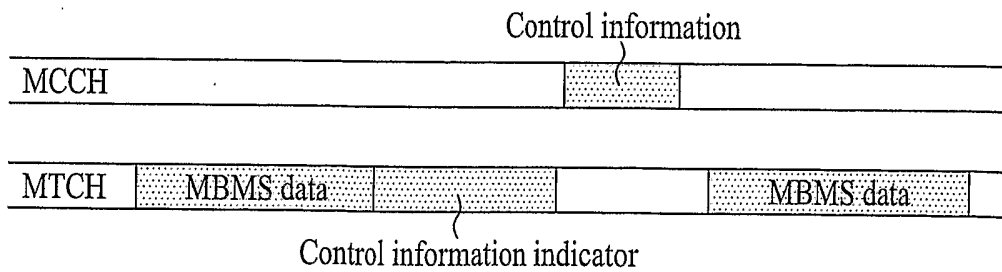 Control information
MCCH
MTCH MBMS data MBMS data
Control information indicator